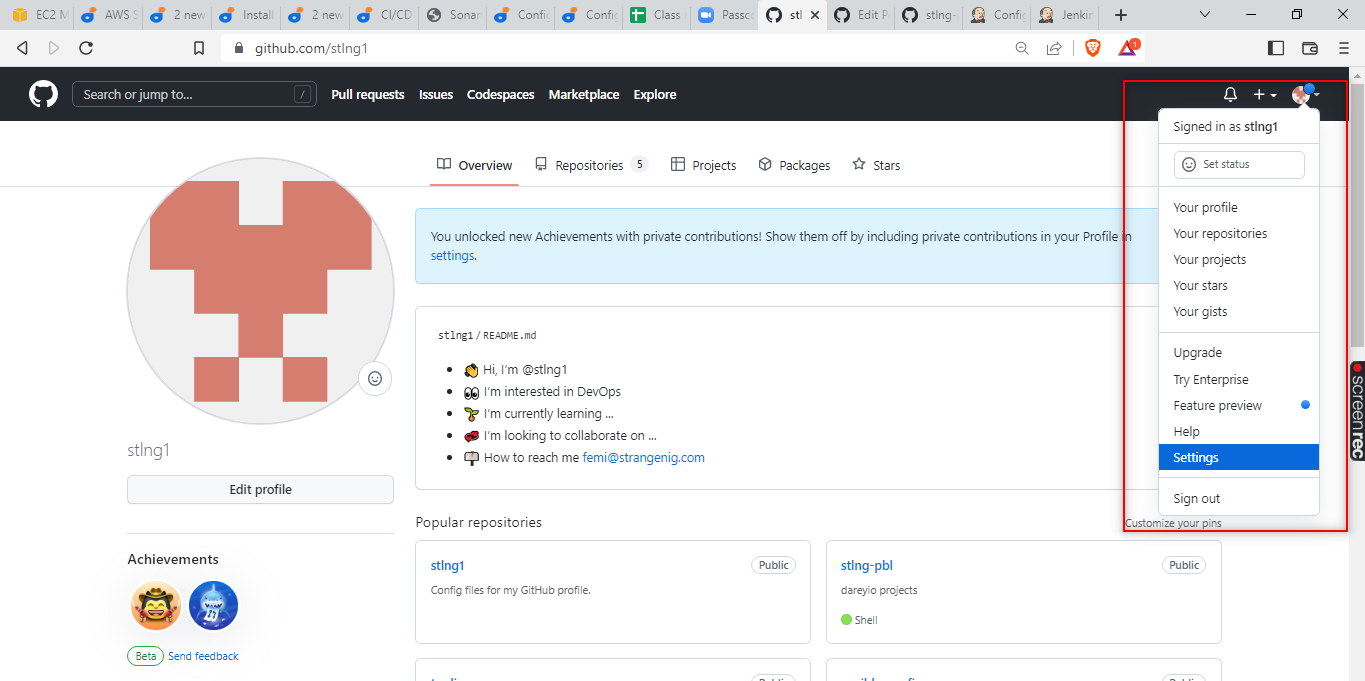 EC2 M
AWS S
2 new
Install
2 new
CI/CD
Sonar
Config
Config
Class
Passco
stl
Edit P
stlng-
Config
Jenkin
github.com/stlng1
1
Search or jump to...
/
Pull requests
Issues
Codespaces
Marketplace
Explore
Signed in as stlng1
Set status
Your profile
Your repositories
Your projects
Your stars
Your gists
Upgrade
Try Enterprise
Feature preview
Help
Settings
Sign out
Overview
Repositories 5
Projects
Packages
Stars
You unlocked new Achievements with private contributions! Show them off by including private contributions in your Profile in
settings.
stlng1/README.md
Hi, I'm @stlng1
I'm interested in DevOps
I'm currently learning ...
I'm looking to collaborate on ...
How to reach me femi@strangenig.com
stlng1
Edit profile
Achievements
Beta Send feedback
Popular repositories
Customize your pins
stlng1
Public
Config files for my GitHub profile.
stlng-pbl
Public
dareyio projects
Shell
screenrec